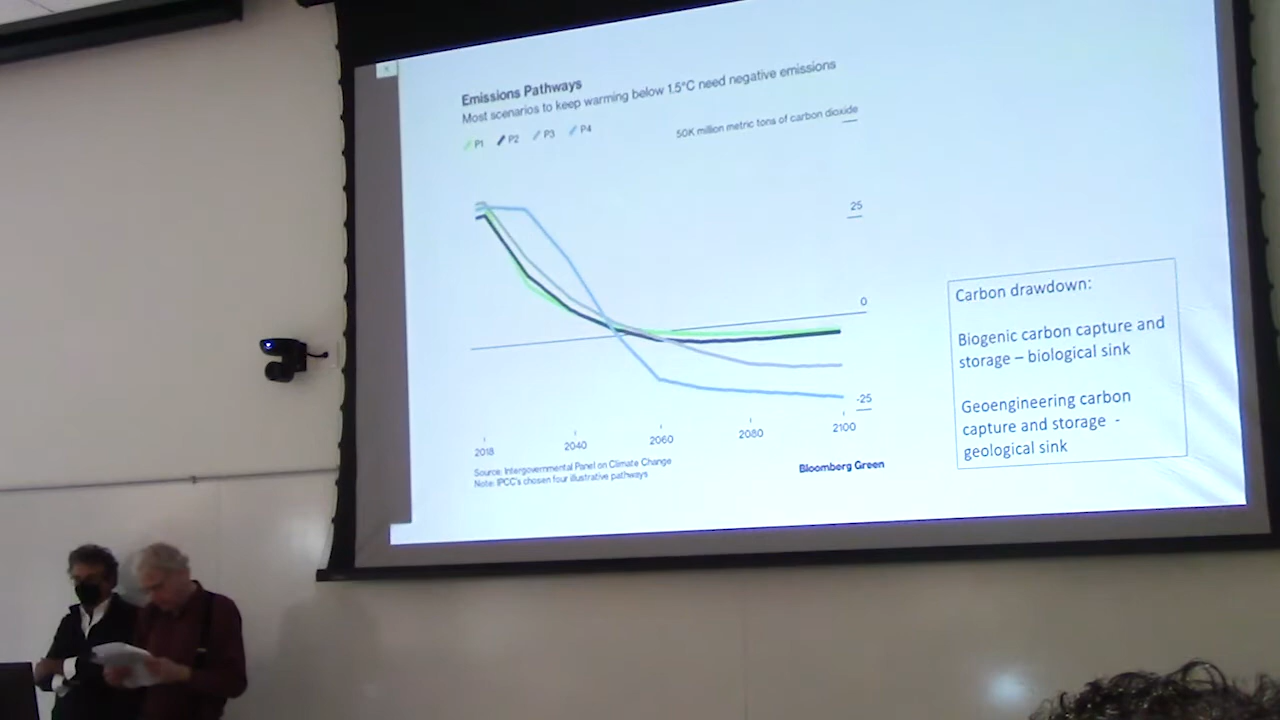 Emissions Pathways
Most scenarios to keep warming below 1.5°C need negative emissions
P1 P2 P3 P4
50K million metric tons of carbon dioxide
25
0
-25
2018 2040 2060 2080 2100
Source: Intergovernmental Panel on Climate Change
Note: IPCC's chosen four illustrative pathways
Bloomberg Green
Carbon drawdown:
Biogenic carbon capture and
storage – biological sink
Geoengineering carbon
capture and storage -
geological sink